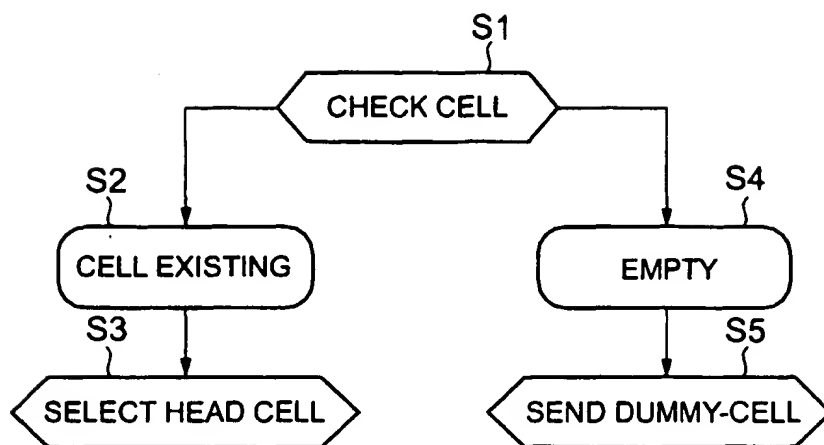 S1
CHECK CELL
S2
S4
CELL EXISTING
EMPTY
S3
S5
SELECT HEAD CELL
SEND DUMMY-CELL